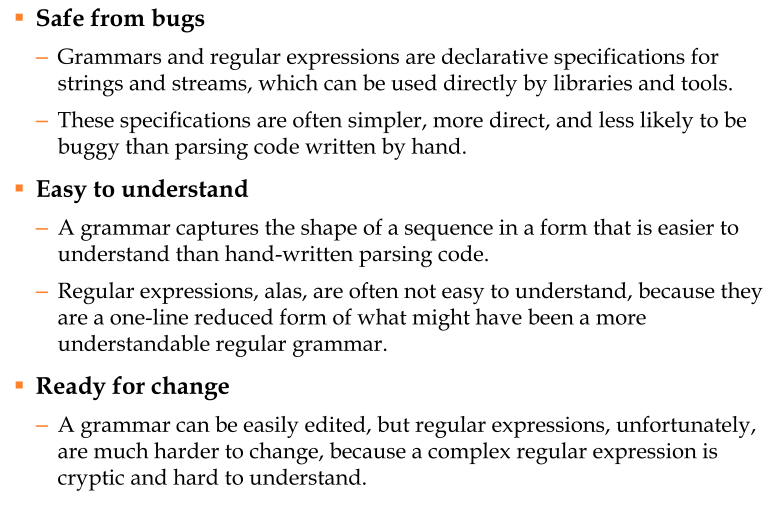 ▪ Safe from bugs
– Grammars and regular expressions are declarative specifications for
strings and streams, which can be used directly by libraries and tools.
– These specifications are often simpler, more direct, and less likely to be
buggy than parsing code written by hand.
▪ Easy to understand
– A grammar captures the shape of a sequence in a form that is easier to
understand than hand-written parsing code.
– Regular expressions, alas, are often not easy to understand, because they
are a one-line reduced form of what might have been a more
understandable regular grammar.
▪ Ready for change
– A grammar can be easily edited, but regular expressions, unfortunately,
are much harder to change, because a complex regular expression is
cryptic and hard to understand.